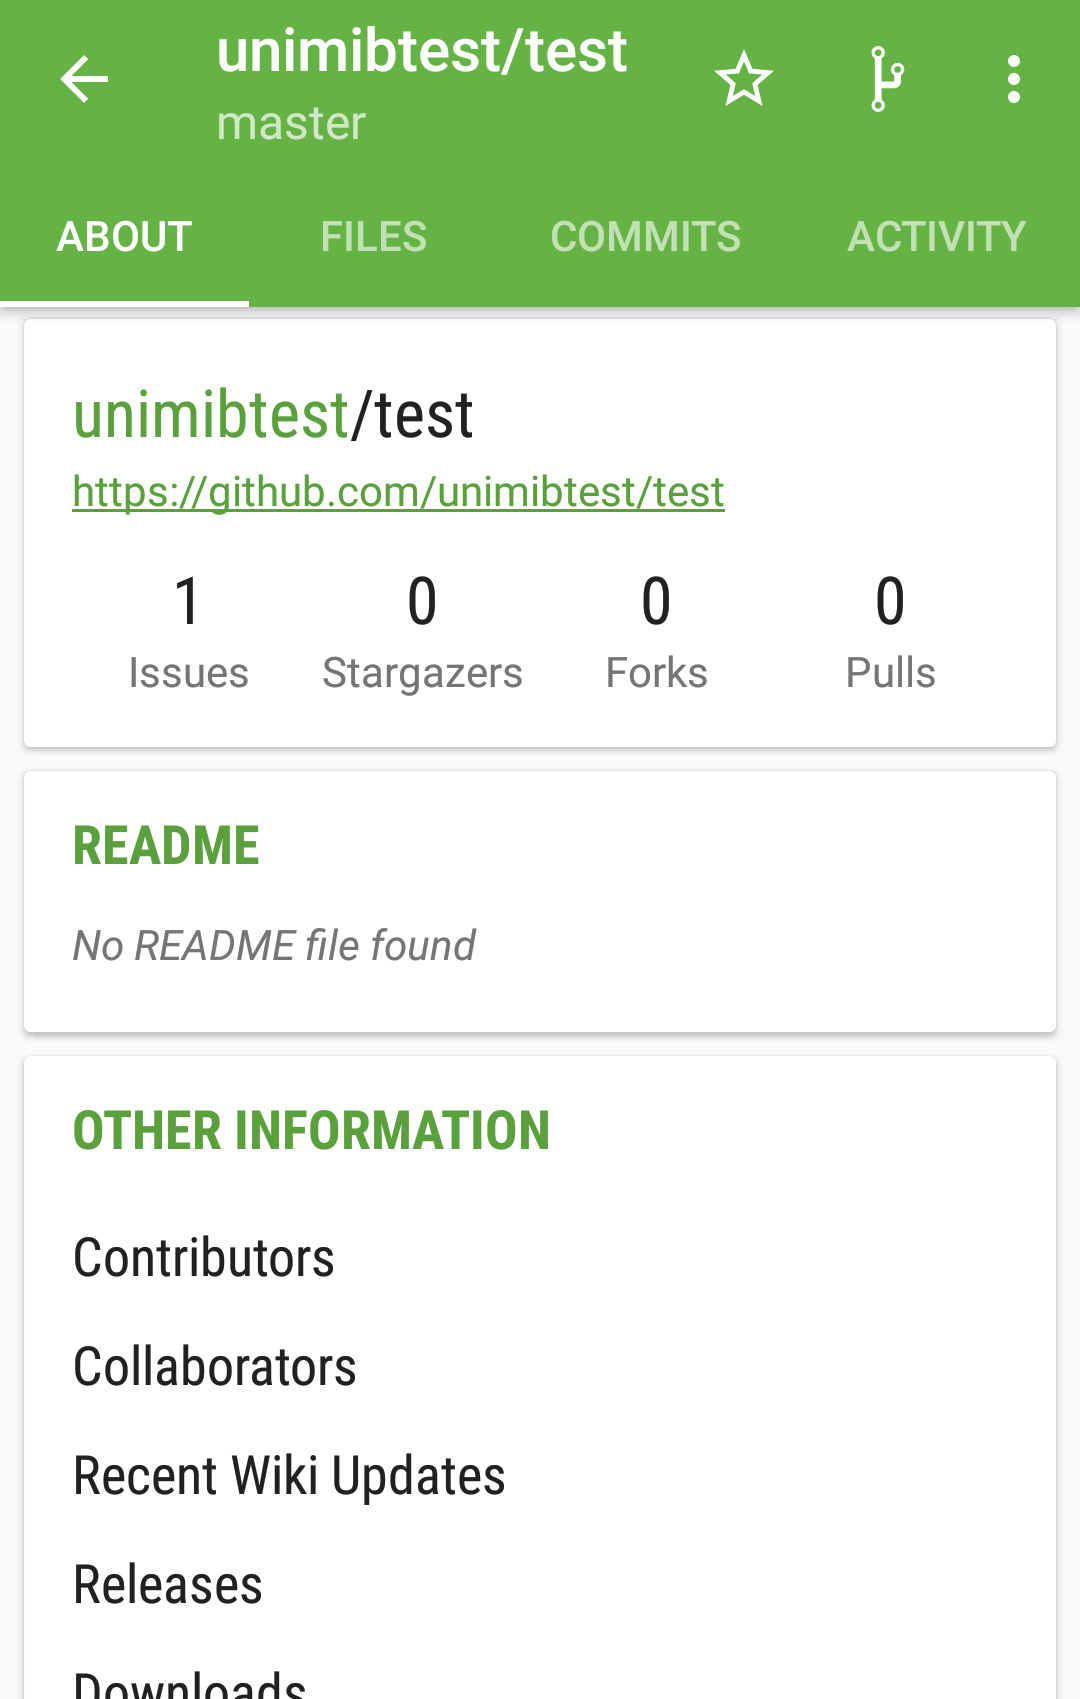 unimibtest/test
master
ABOUT FILES COMMITS ACTIVITY
unimibtest/test
https://github.com/unimibtest/test
1 0 0 0
Issues Stargazers Forks Pulls
README
No README file found
OTHER INFORMATION
Contributors
Collaborators
Recent Wiki Updates
Releases
Downloads